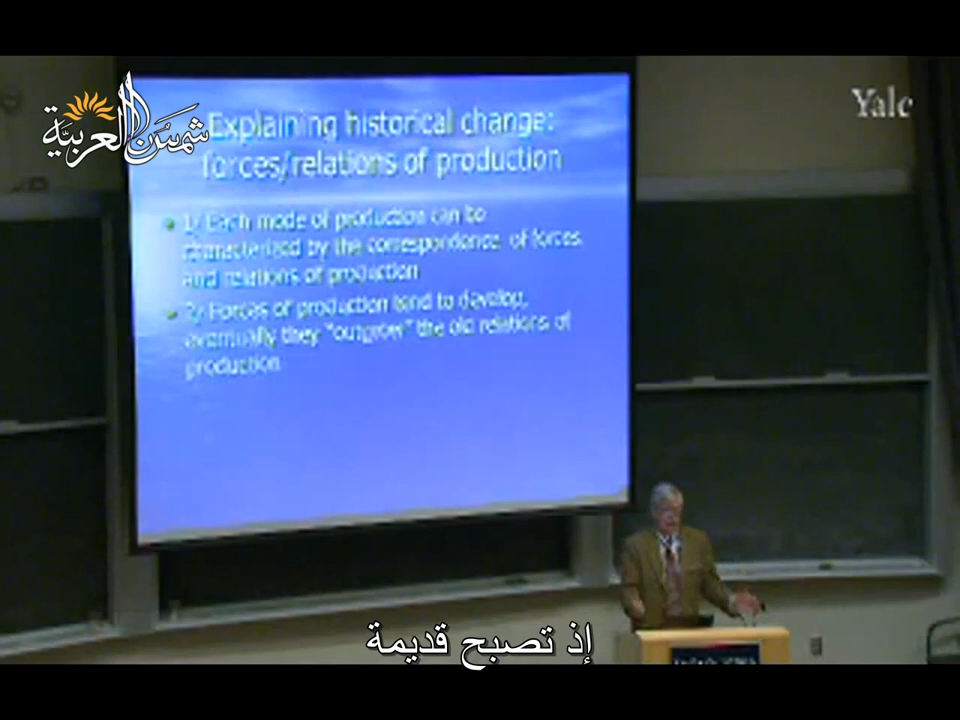 شمس العربية
Yale
Explaining historical change:
forces/relations of production
1/ Each mode of production can be
characterized by the correspondence of forces
and relations of production
2/ Forces of production tend to develop,
eventually they "outgrow" the old relations of
production
إذ تصبح قديمة